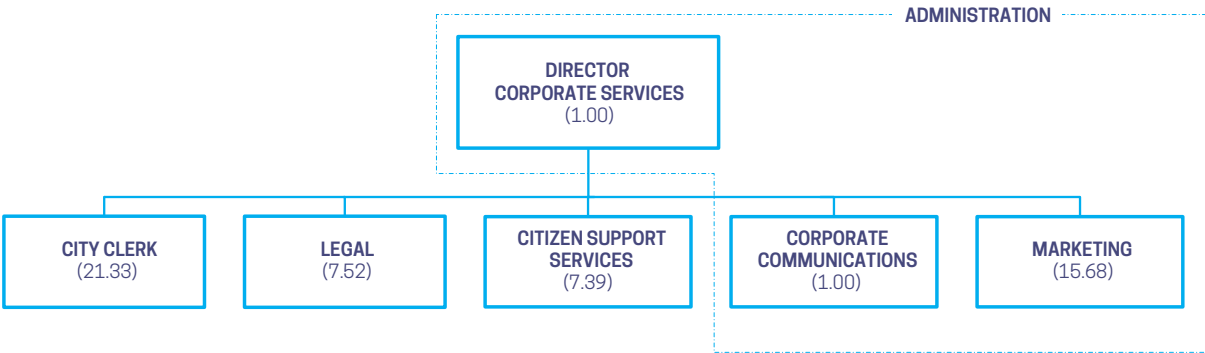 ADMINISTRATION
DIRECTOR
CORPORATE SERVICES
(1.00)
CITY CLERK
(21.33)
LEGAL
(7.52)
CITIZEN SUPPORT
SERVICES
(7.39)
CORPORATE
COMMUNICATIONS
(1.00)
MARKETING
(15.68)